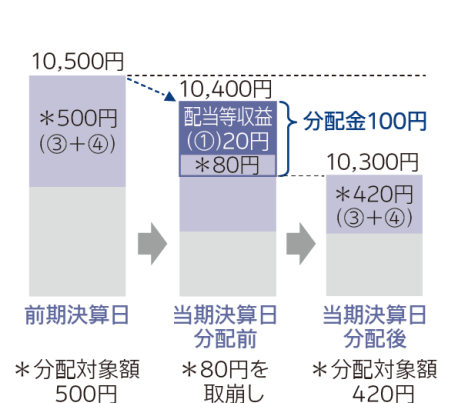 10,500円
10,400円
＊500円
(③＋④)
配当等収益
(①)20円
＊80円
分配金100円
10,300円
＊420円
(③＋④)
前期決算日
当期決算日
分配前
当期決算日
分配後
＊分配対象額
500円
＊80円を
取崩し
＊分配対象額
420円